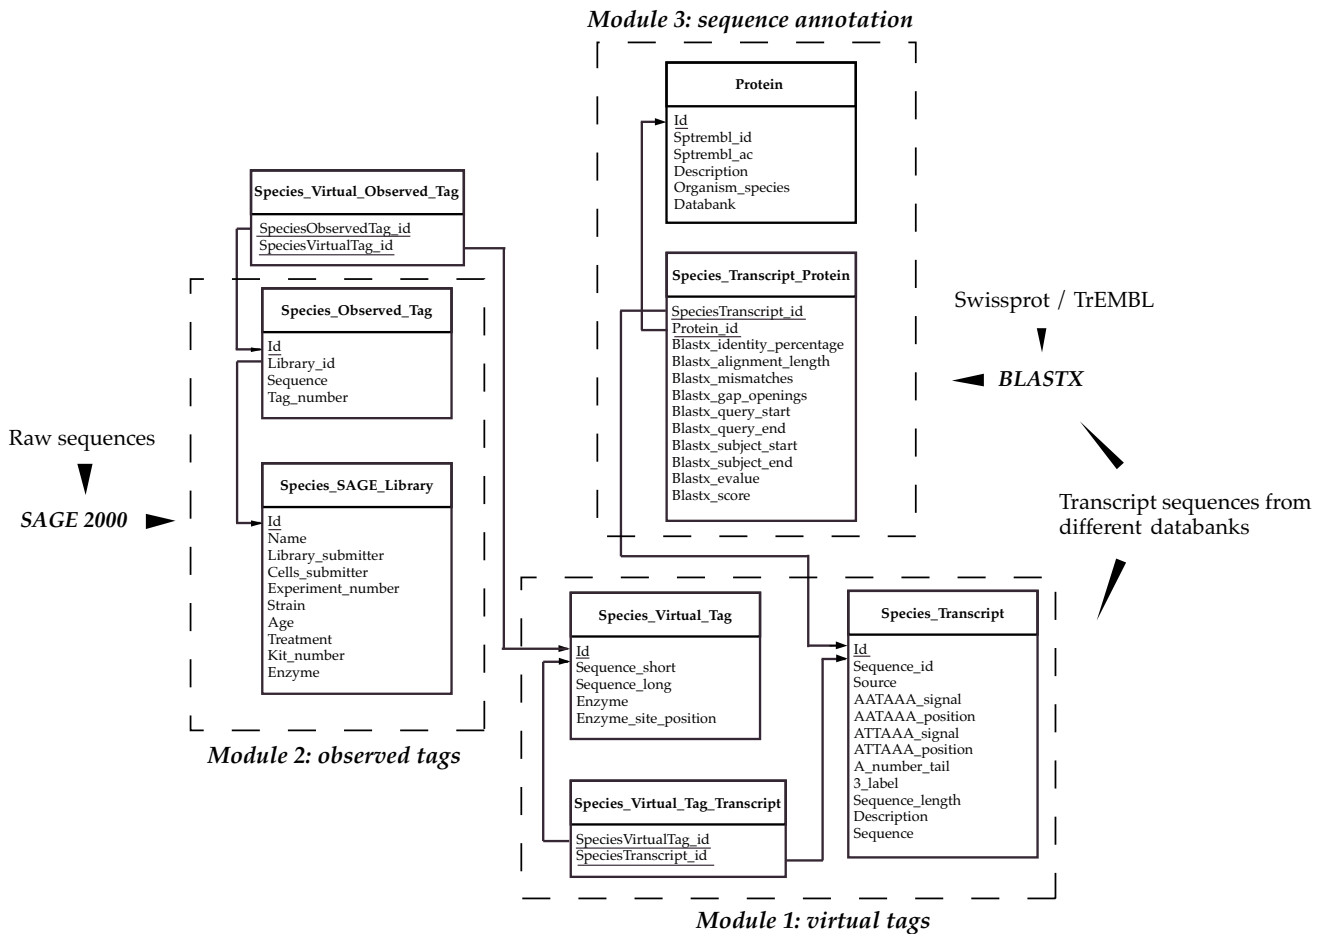 Module 3: sequence annotation
Protein
Id
Sptrembl_id
Sptrembl_ac
Description
Organism_species
Databank
Species_Virtual_Observed_Tag
SpeciesObservedTag_id
SpeciesVirtualTag_id
Species_Transcript_Protein
SpeciesTranscript_id
Protein_id
Blastx_identity_percentage
Blastx_alignment_length
Blastx_mismatches
Blastx_gap_openings
Blastx_query_start
Blastx_query_end
Blastx_subject_start
Blastx_subject_end
Blastx_evalue
Blastx_score
Swissprot / TrEMBL
BLASTX
Transcript sequences from
different databanks
Species_Observed_Tag
Id
Library_id
Sequence
Tag_number
Raw sequences
SAGE 2000
Species_SAGE_Library
Id
Name
Library_submitter
Cells_submitter
Experiment_number
Strain
Age
Treatment
Kit_number
Enzyme
Module 2: observed tags
Species_Virtual_Tag
Id
Sequence_short
Sequence_long
Enzyme
Enzyme_site_position
Species_Transcript
Id
Sequence_id
Source
AATAAA_signal
AATAAA_position
ATTAAA_signal
ATTAAA_position
A_number_tail
3_label
Sequence_length
Description
Sequence
Species_Virtual_Tag_Transcript
SpeciesVirtualTag_id
SpeciesTranscript_id
Module 1: virtual tags